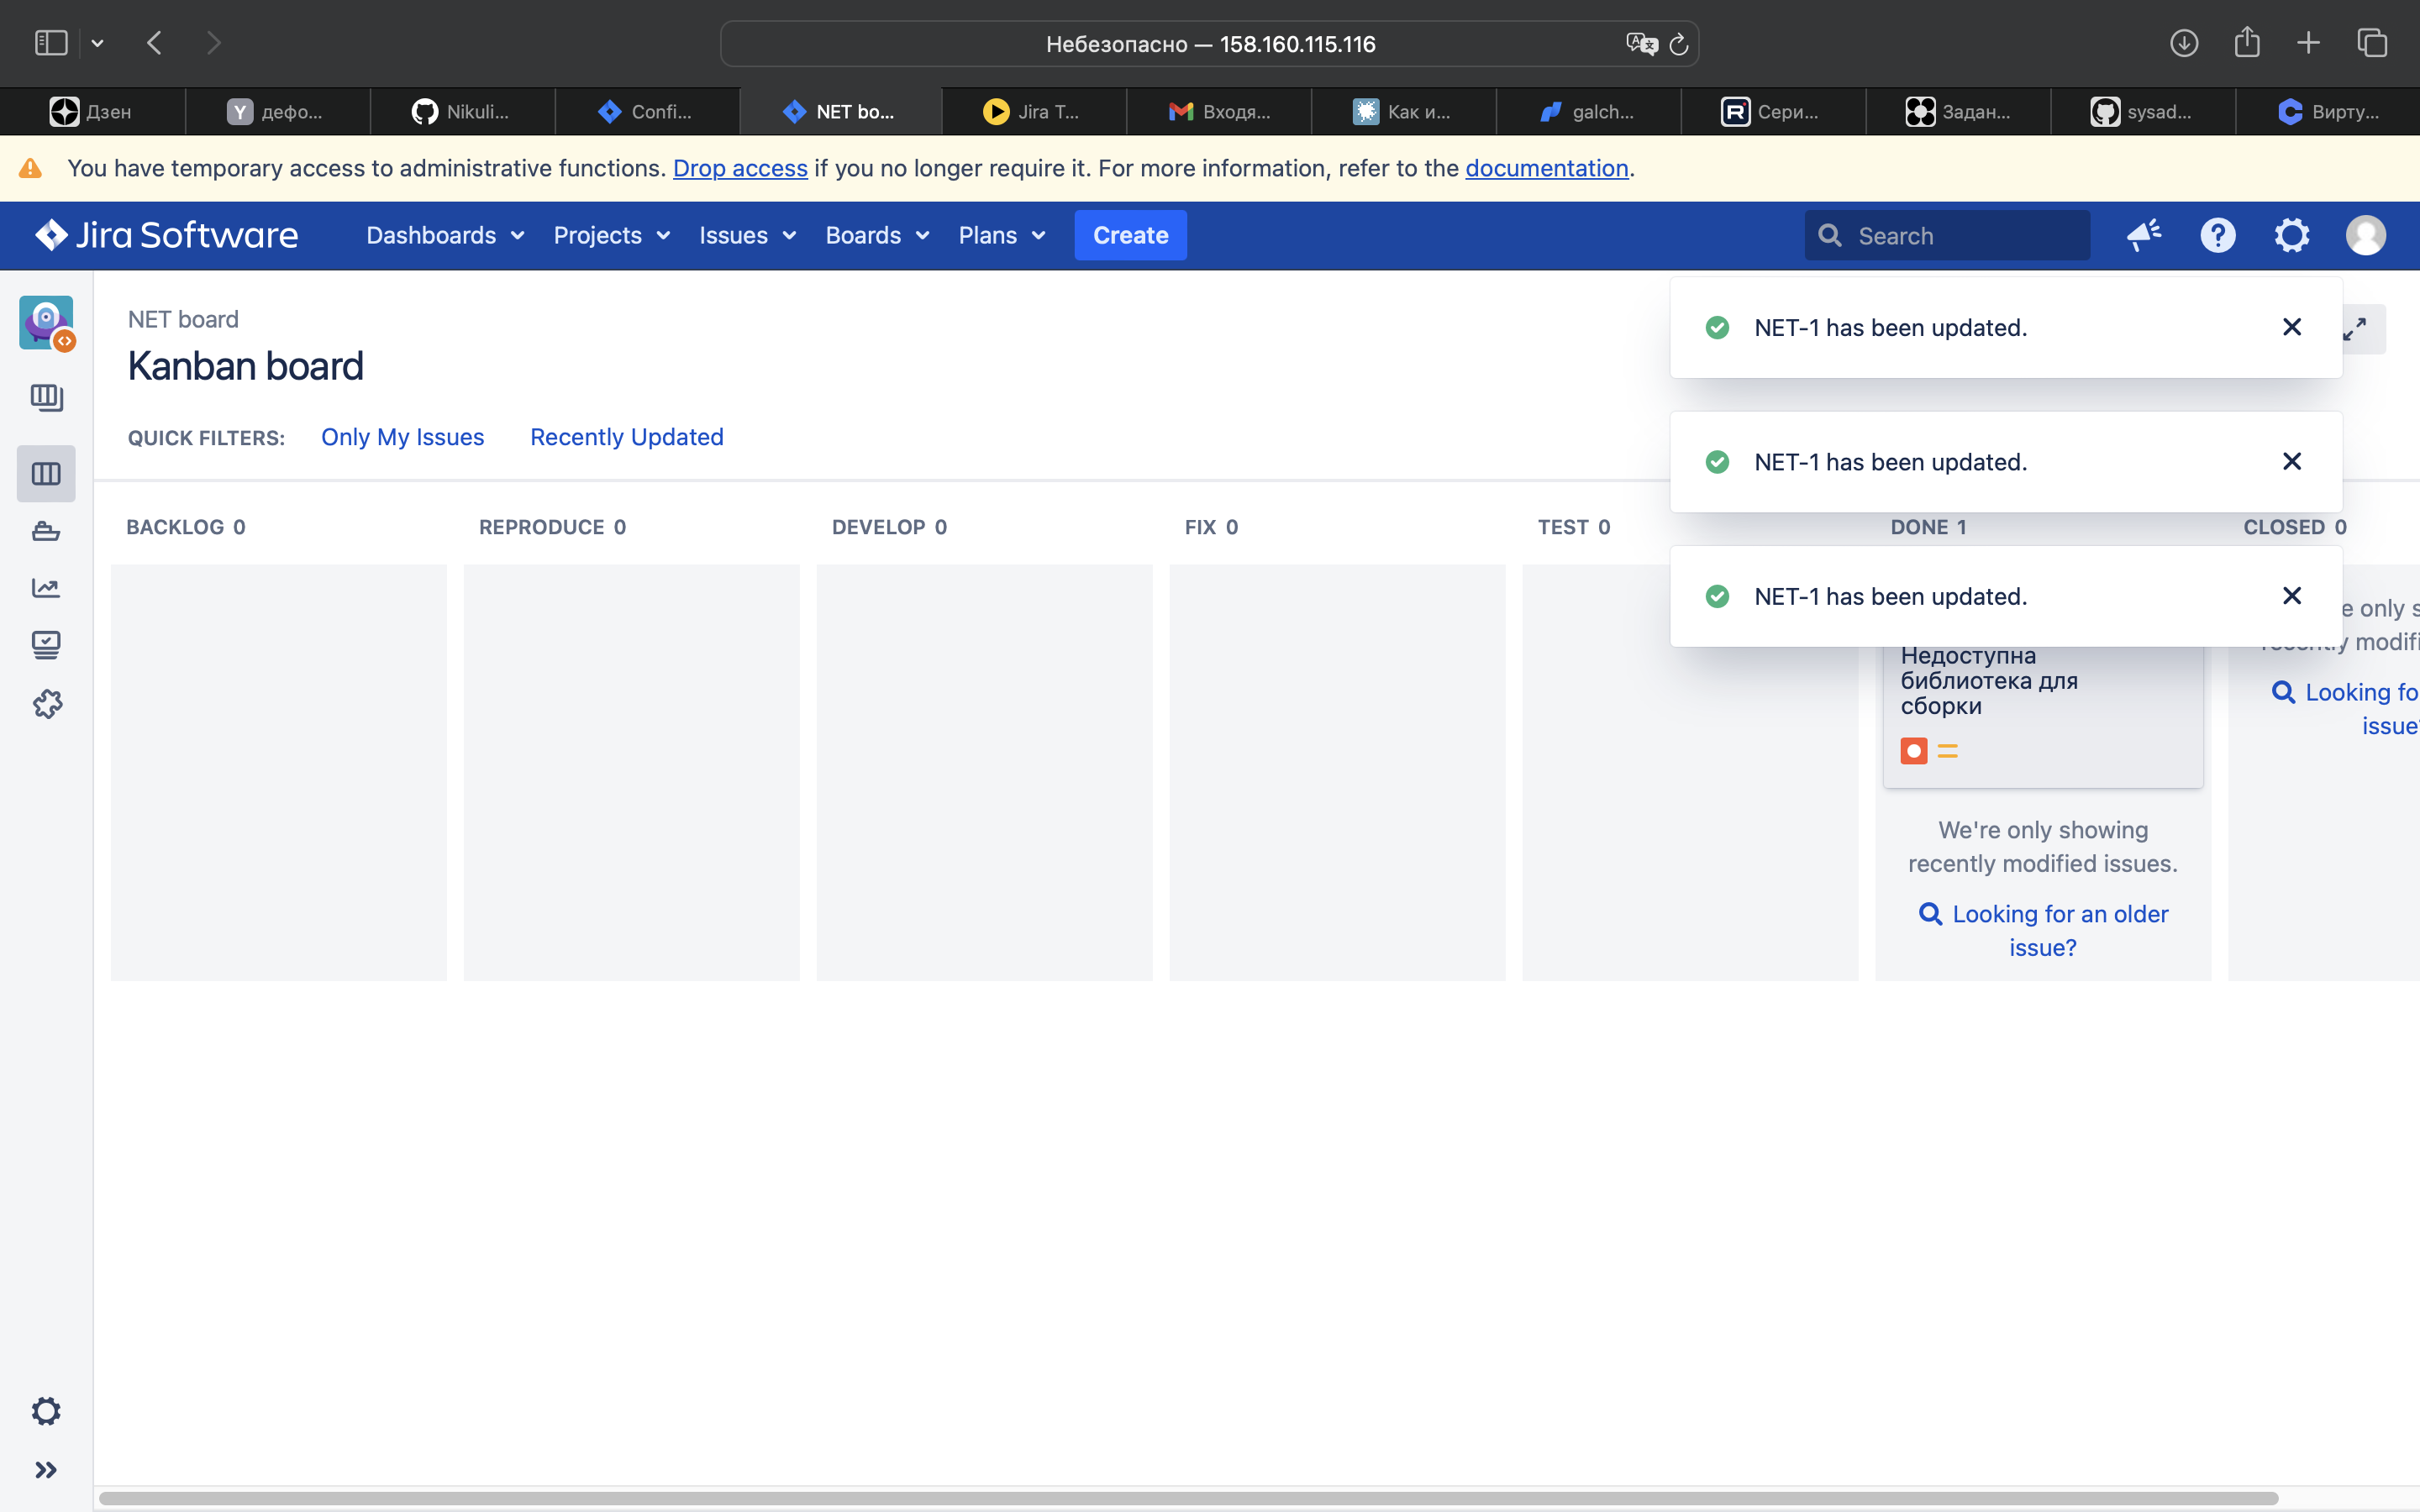 Небезопасно — 158.160.115.116
Дзен
Y дефо...
Nikuli...
Confi...
NET bo...
Jira T...
Входя...
Как и...
galch...
R Сери...
Задан...
sysad...
Вирту...
You have temporary access to administrative functions. Drop access if you no longer require it. For more information, refer to the documentation.
Jira Software
Dashboards
Projects
Issues
Boards
Plans
Create
Search
NET board
Kanban board
QUICK FILTERS:
Only My Issues
Recently Updated
NET-1 has been updated.
NET-1 has been updated.
NET-1 has been updated.
BACKLOG 0
REPRODUCE 0
DEVELOP 0
FIX 0
TEST 0
DONE 1
CLOSED 0
Недоступна
библиотека для
сборки
We're only showing
recently modified issues.
Looking for an older
issue?
only
Looking
issue